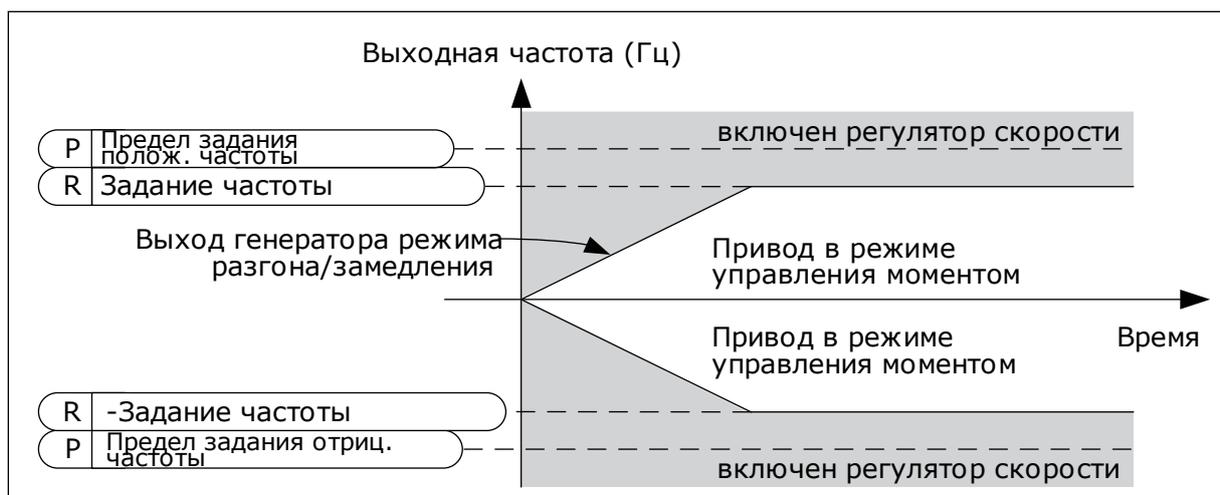 Выходная частота (Гц)
включен регулятор скорости
P Предел задания
полож. частоты
R Задание частоты
Выход генератора режима
разгона/замедления
Привод в режиме
управления моментом
Привод в режиме
управления моментом
Время
R -Задание частоты
P Предел задания отриц.
частоты
включен регулятор скорости